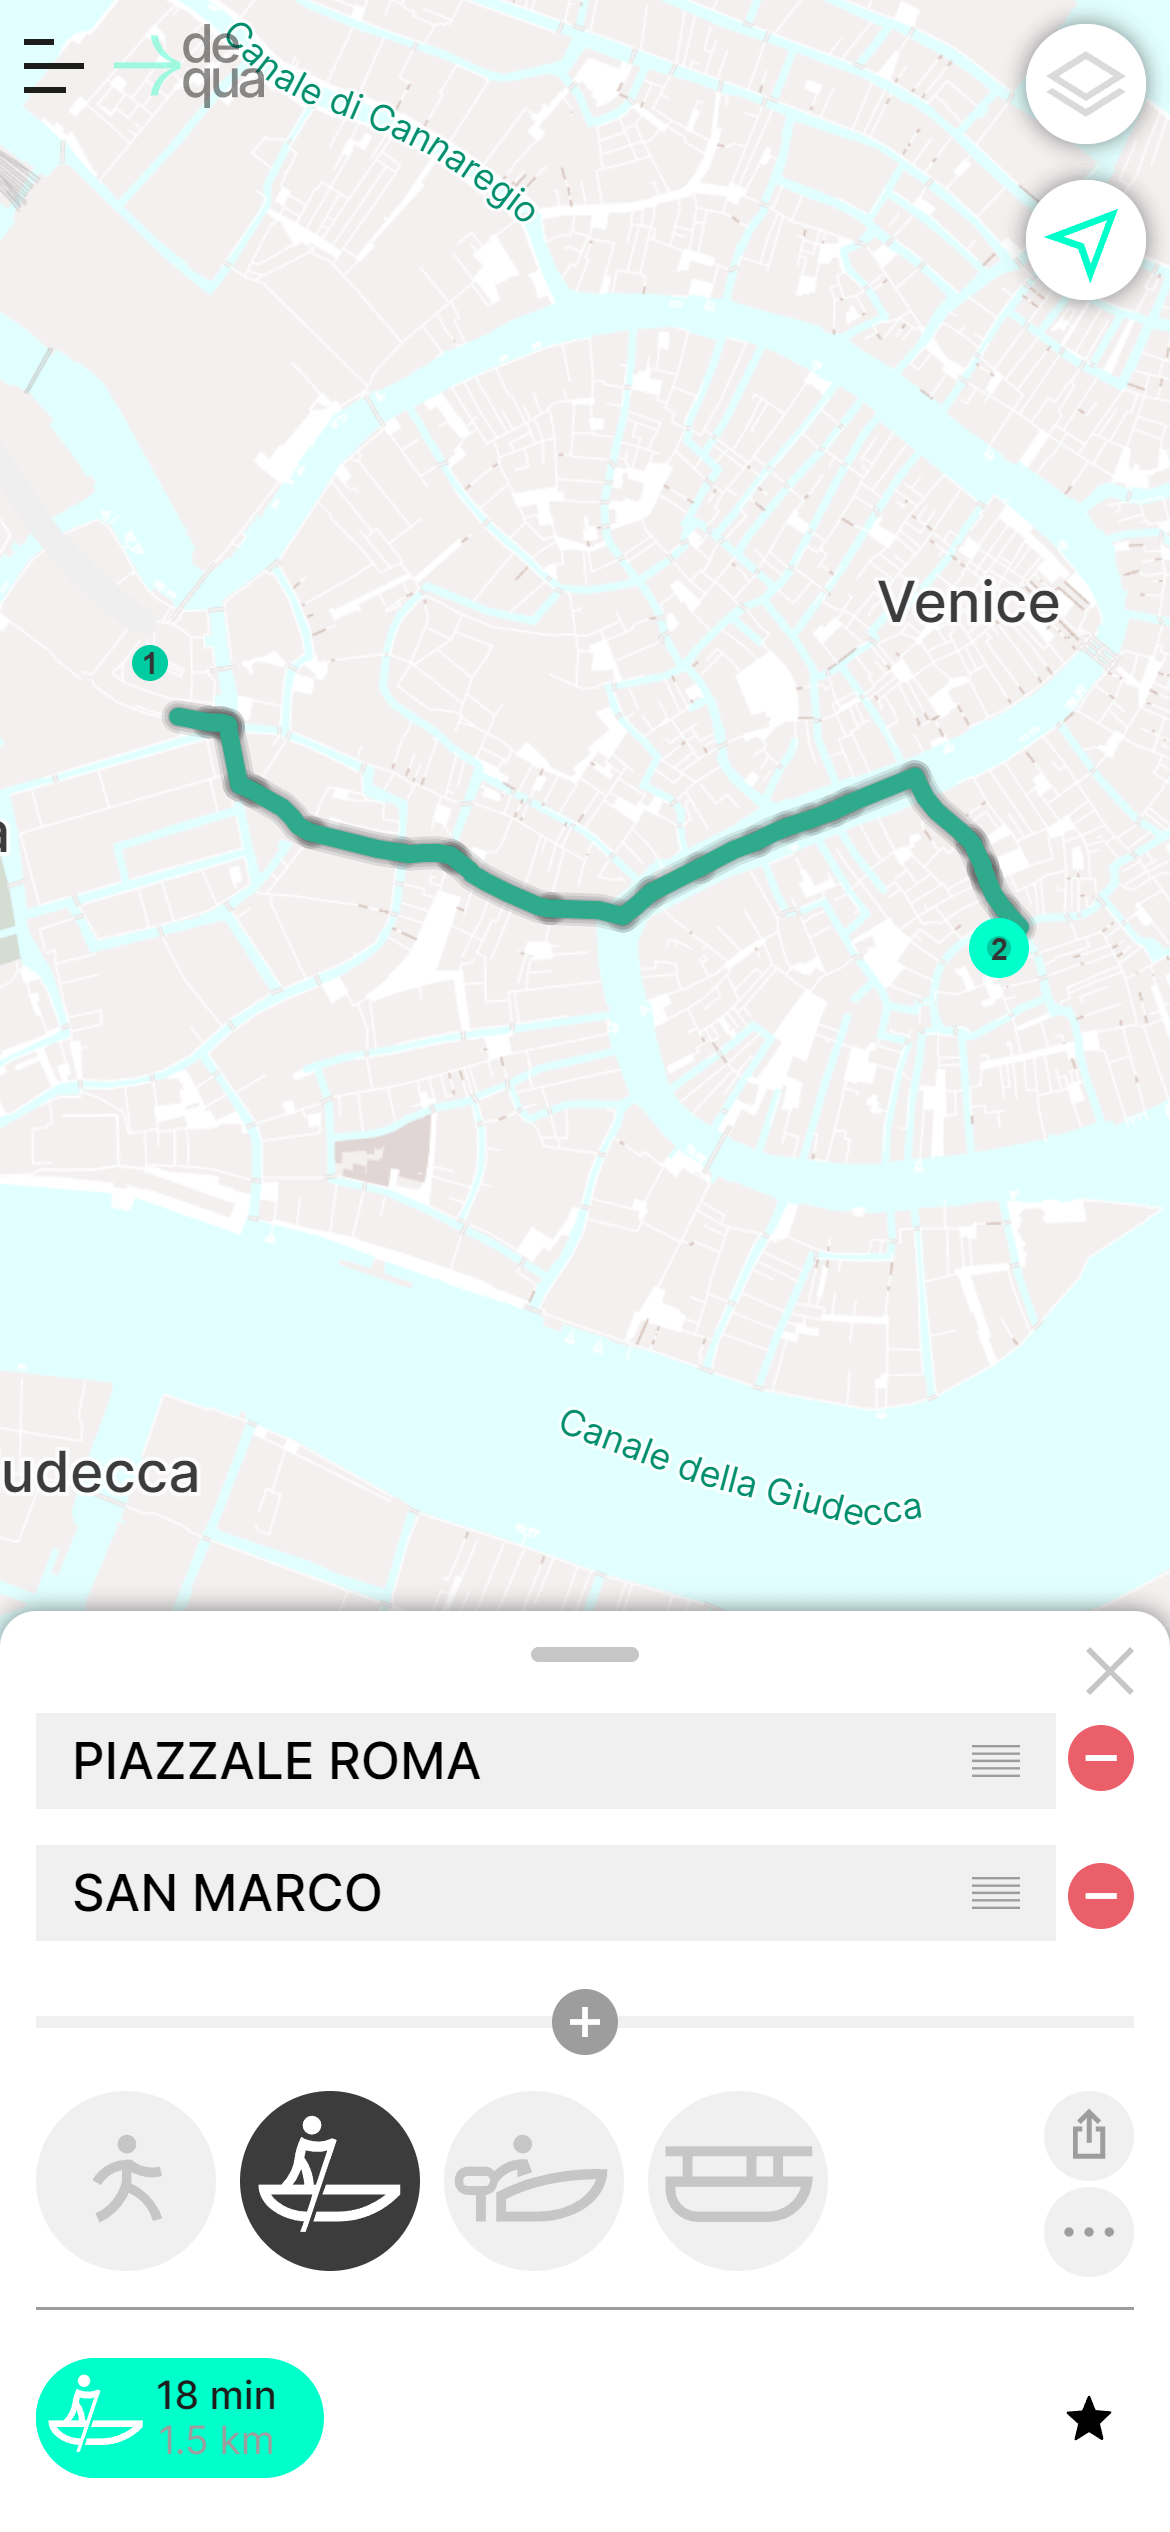 de
qua
Canale di Cannaregio
Venice
1
2
a
udecca
Canale della Giudecca
PIAZZALE ROMA
SAN MARCO
18 min
1.5 km